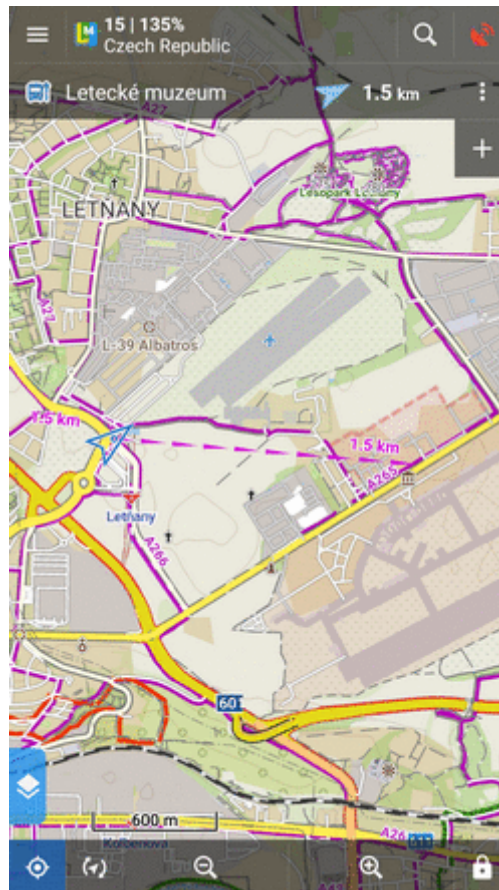 15 | 135%
Czech Republic
Letecké muzeum
1.5 km
A27
Lesopark Letňany
LETŇANY
A27
L-39 Albatros
1.5 km
1.5 km
A265
Letňany
A266
601
600 m
A26
Kolbenova